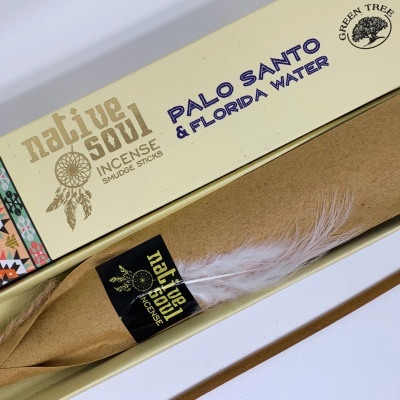 native
soul
INCENSE
SMUDGE STICKS
PALO SANTO
& FLORIDA WATER
GREEN TREE
native
soul
INCENSE